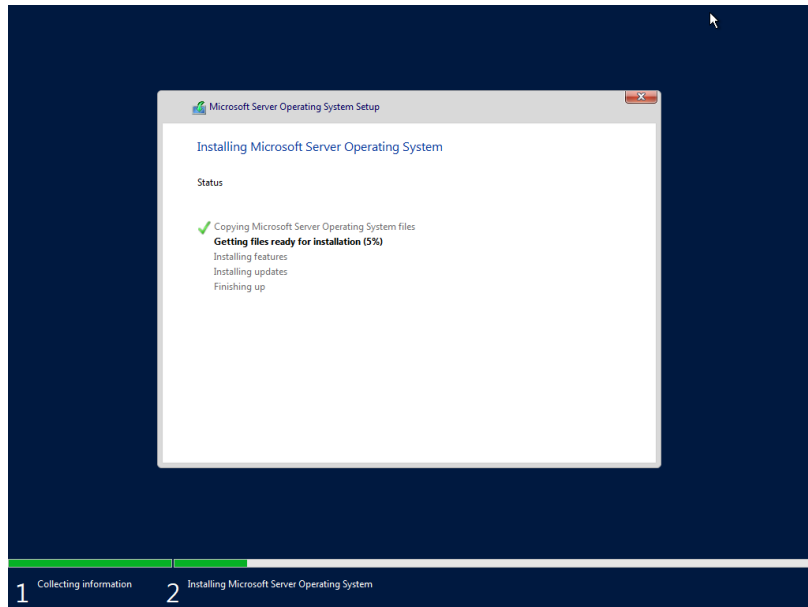 Microsoft Server Operating System Setup
Installing Microsoft Server Operating System
Status
Copying Microsoft Server Operating System files
Getting files ready for installation (5%)
Installing features
Installing updates
Finishing up
1 Collecting information
2 Installing Microsoft Server Operating System